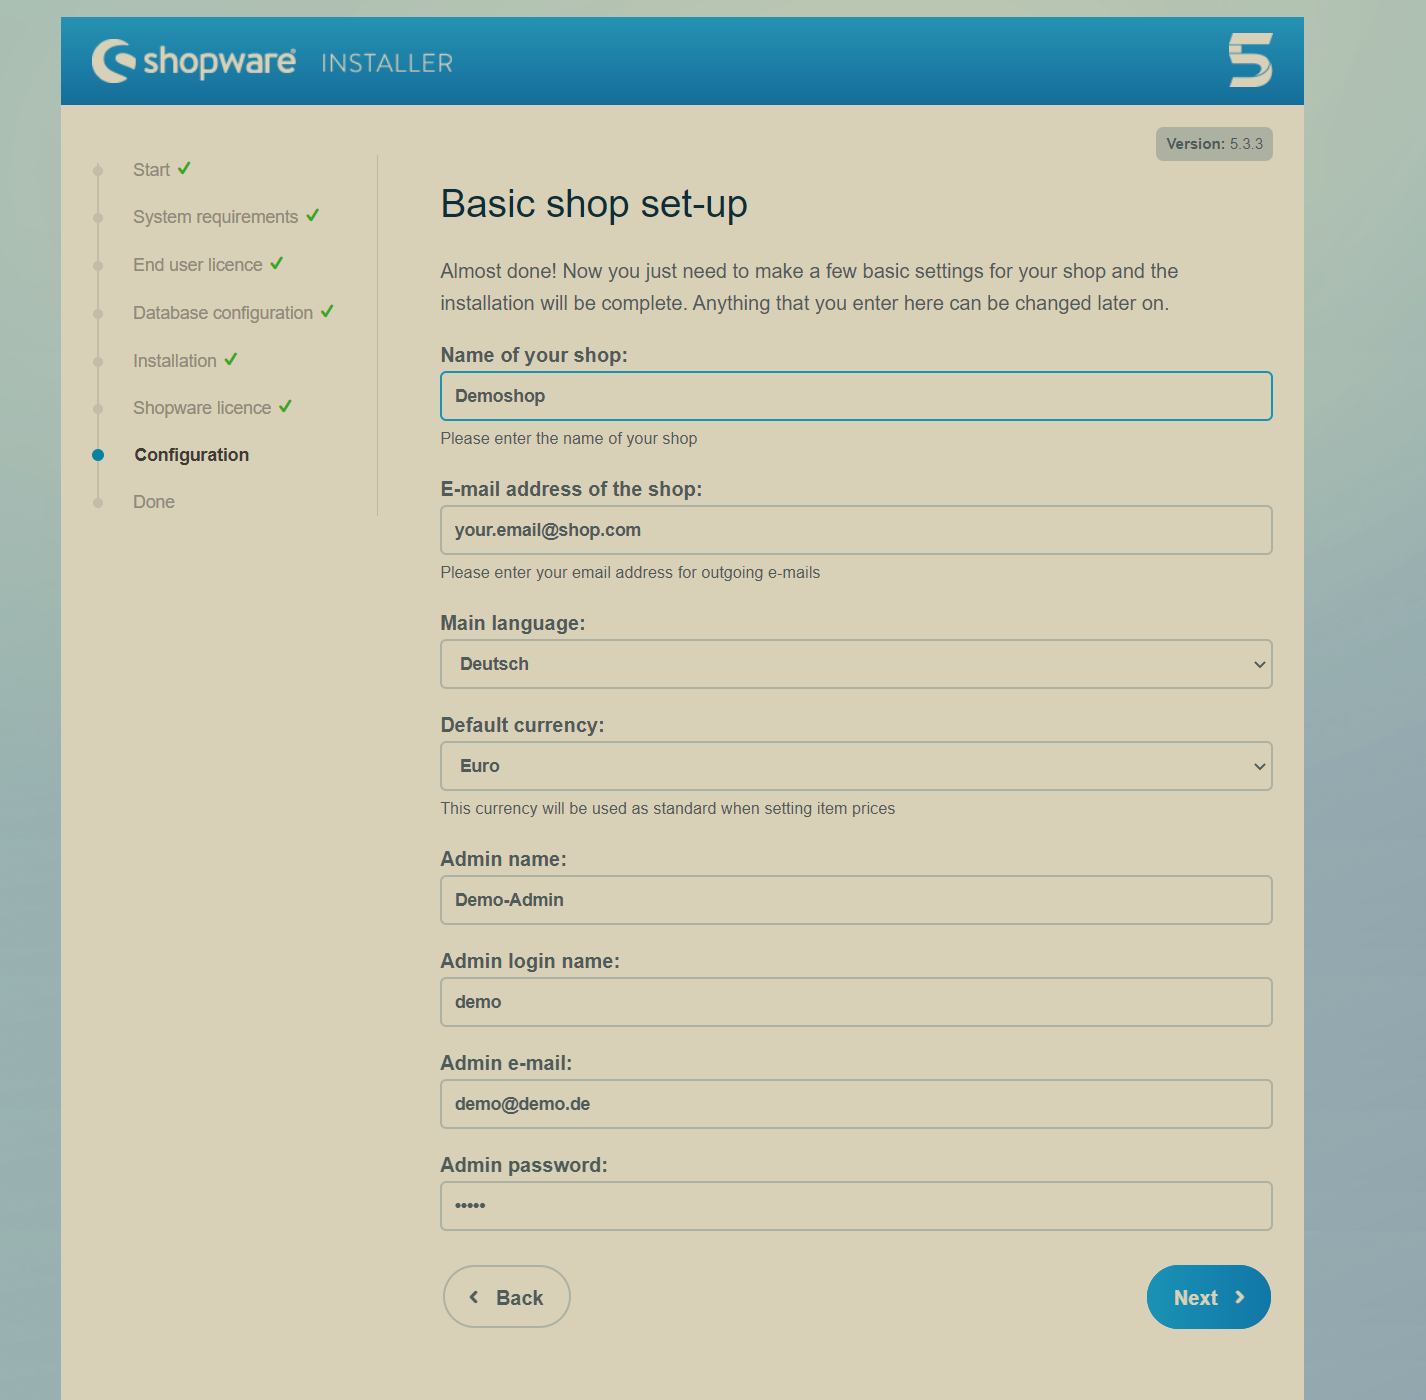 shopware INSTALLER
Version: 5.3.3
Start
System requirements
End user licence
Database configuration
Installation
Shopware licence
Configuration
Done
Basic shop set-up
Almost done! Now you just need to make a few basic settings for your shop and the
installation will be complete. Anything that you enter here can be changed later on.
Name of your shop:
Demoshop
Please enter the name of your shop
E-mail address of the shop:
your.email@shop.com
Please enter your email address for outgoing e-mails
Main language:
Deutsch
Default currency:
Euro
This currency will be used as standard when setting item prices
Admin name:
Demo-Admin
Admin login name:
demo
Admin e-mail:
demo@demo.de
Admin password:
•••••
Back
Next